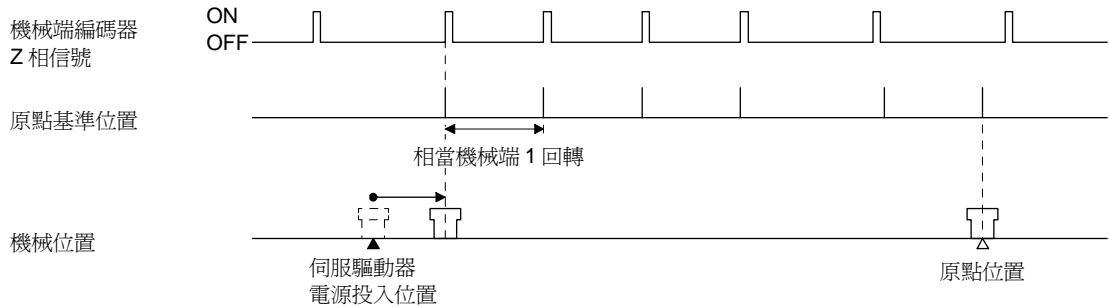 機械端編碼器
Z 相信號
ON
OFF
原點基準位置
相當機械端 1 回轉
機械位置
伺服驅動器
電源投入位置
原點位置